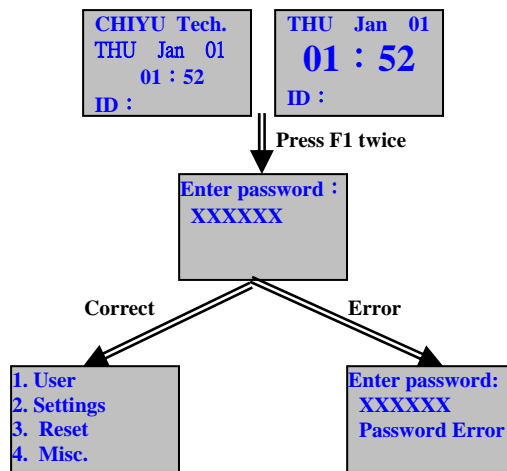 CHIYU Tech.
THU Jan 01
01：52
ID：
THU Jan 01
01：52
ID：
Press F1 twice
Enter password：
XXXXXX
Correct
Error
1. User
2. Settings
3. Reset
4. Misc.
Enter password:
XXXXXX
Password Error